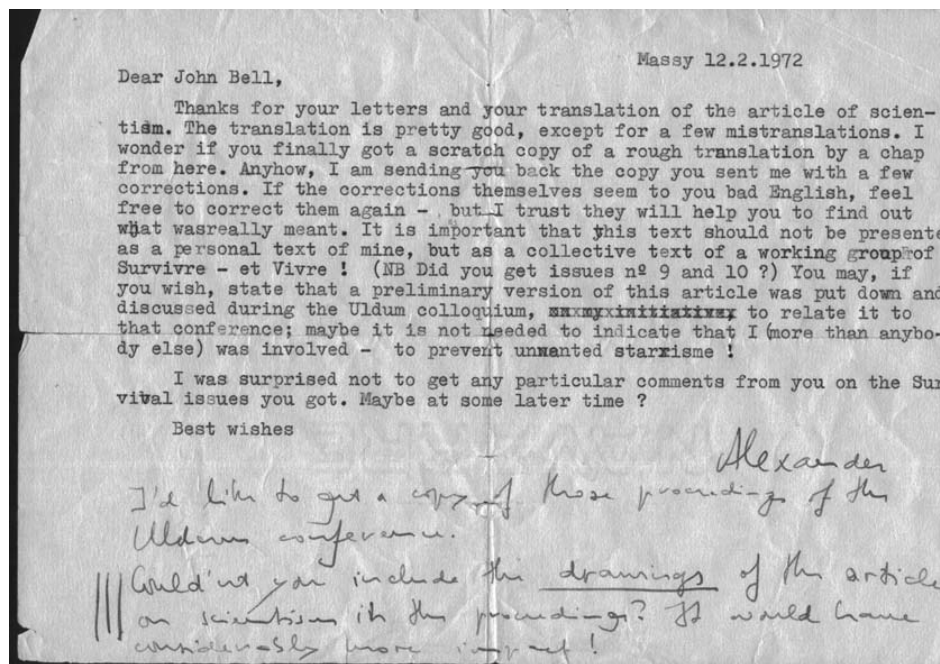 Massy 12.2.1972
Dear John Bell,
Thanks for your letters and your translation of the article of scien-
tism. The translation is pretty good, except for a few mistranslations. I
wonder if you finally got a scratch copy of a rough translation by a chap
from here. Anyhow, I am sending you back the copy you sent me with a few
corrections. If the corrections themselves seem to you bad English, feel
free to correct them again - but I trust they will help you to find out
what wasreally meant. It is important that this text should not be presente
as a personal text of mine, but as a collective text of a working group of
Survivre - et Vivre ! (NB Did you get issues nº 9 and 10 ?) You may, if
you wish, state that a preliminary version of this article was put down and
discussed during the Uldum colloquium, to relate it to
that conference; maybe it is not needed to indicate that I (more than anybo-
dy else) was involved - to prevent unwanted starrisme !
I was surprised not to get any particular comments from you on the Sur
vival issues you got. Maybe at some later time ?
Best wishes
Alexander
I'd like to get a copy of those proceedings of the
Uldum conference.
Could'nt you include the drawings of the article
on scientism in the proceedings? It would have
considerably more impact !